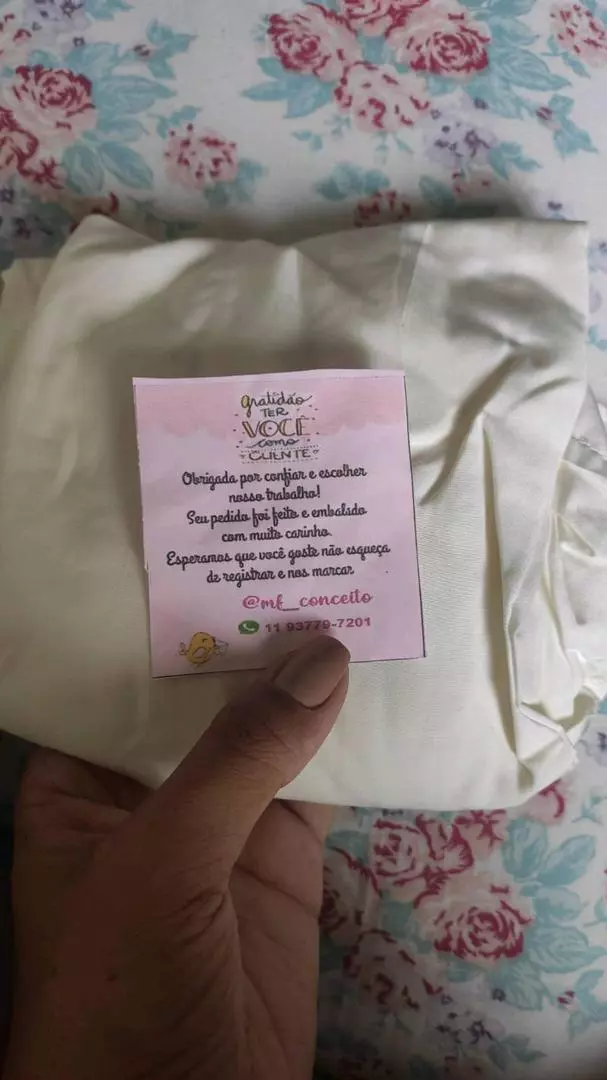 gratidão
TER
VOCÊ
como
CLIENTE
Obrigada por confiar e escolher
nosso trabalho!
Seu pedido foi feito e embalado
com muito carinho.
Esperamos que você goste não esqueça
de registrar e nos marcar
@mf_conceito
11 93779-7201